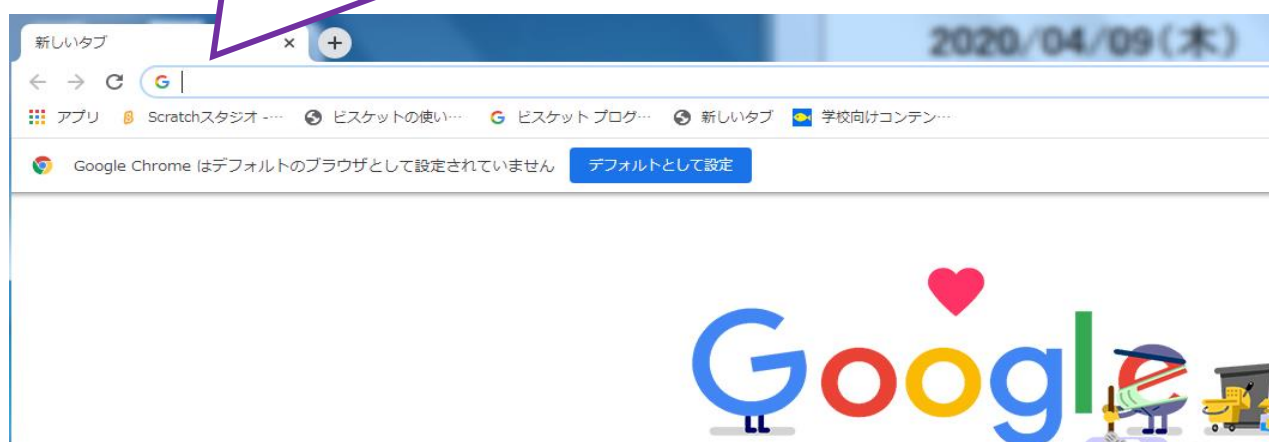 2020/04/09(木)
新しいタブ
アプリ Scratchスタジオ -… ビスケットの使い… ビスケット プログ… 新しいタブ 学校向けコンテン…
Google Chrome はデフォルトのブラウザとして設定されていません デフォルトとして設定
Google